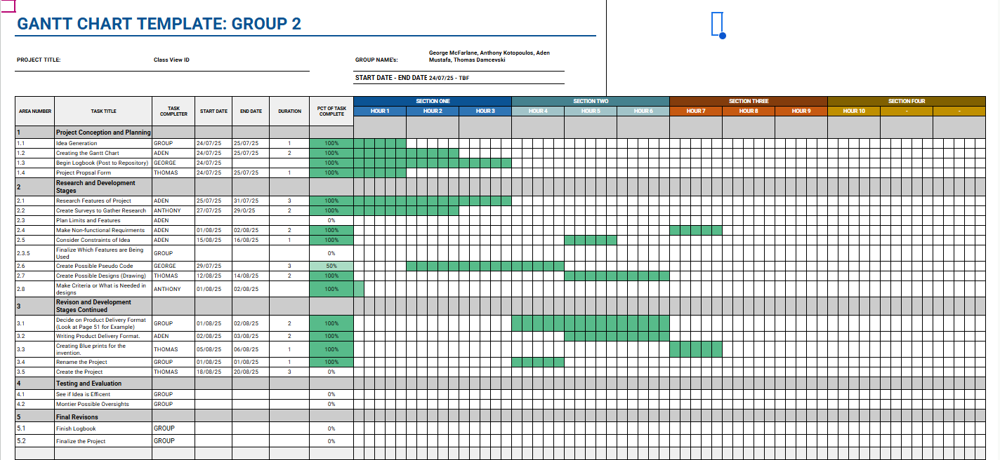 GANTT CHART TEMPLATE: GROUP 2
PROJECT TITLE: Class View ID
GROUP NAME's: George McFarlane, Anthony Kotopoulos, Aden
Mustafa, Thomas Damcevski
START DATE - END DATE 24/07/25 - TBF
SECTION ONE SECTION TWO SECTION THREE SECTION FOUR
AREA NUMBER TASK TITLE TASK COMPLETER START DATE END DATE DURATION PCT OF TASK COMPLETE HOUR 1 HOUR 2 HOUR 3 HOUR 4 HOUR 5 HOUR 6 HOUR 7 HOUR 8 HOUR 9 HOUR 10 - -
1 Project Conception and Planning
1.1 Idea Generation GROUP 24/07/25 25/07/25 1 100%
1.2 Creating the Gantt Chart ADEN 24/07/25 25/07/25 2 100%
1.3 Begin Logbook (Post to Repository) GEORGE 24/07/25 100%
1.4 Project Propsal Form THOMAS 24/07/25 25/07/25 1 100%
2 Research and Development
Stages
2.1 Research Features of Project ADEN 25/07/25 31/07/25 3 100%
2.2 Create Surveys to Gather Research ANTHONY 27/07/25 29/0/25 2 100%
2.3 Plan Limits and Features ADEN 0%
2.4 Make Non-functional Requirments ADEN 01/08/25 02/08/25 2 100%
2.5 Consider Constraints of Idea ADEN 15/08/25 16/08/25 1 100%
2.3.5 Finalize Which Features are Being
Used GROUP 0%
2.6 Create Possible Pseudo Code GEORGE 29/07/25 3 50%
2.7 Create Possible Designs (Drawing) THOMAS 12/08/25 14/08/25 2 100%
2.8 Make Criteria or What is Needed in
designs ANTHONY 01/08/25 02/08/25 100%
3 Revison and Development
Stages Continued
3.1 Decide on Product Delivery Format
(Look at Page 51 for Example) GROUP 01/08/25 02/08/25 2 100%
3.2 Writing Product Delivery Format. ADEN 02/08/25 03/08/25 2 100%
3.3 Creating Blue prints for the
invention. THOMAS 05/08/25 06/08/25 1 100%
3.4 Rename the Project GROUP 01/08/25 01/08/25 1 100%
3.5 Create the Project THOMAS 18/08/25 20/08/25 3 0%
4 Testing and Evaluation
4.1 See if Idea is Efficent GROUP 0%
4.2 Montier Possible Oversights GROUP 0%
5 Final Revisons
5.1 Finish Logbook GROUP 0%
5.2 Finalize the Project GROUP 0%